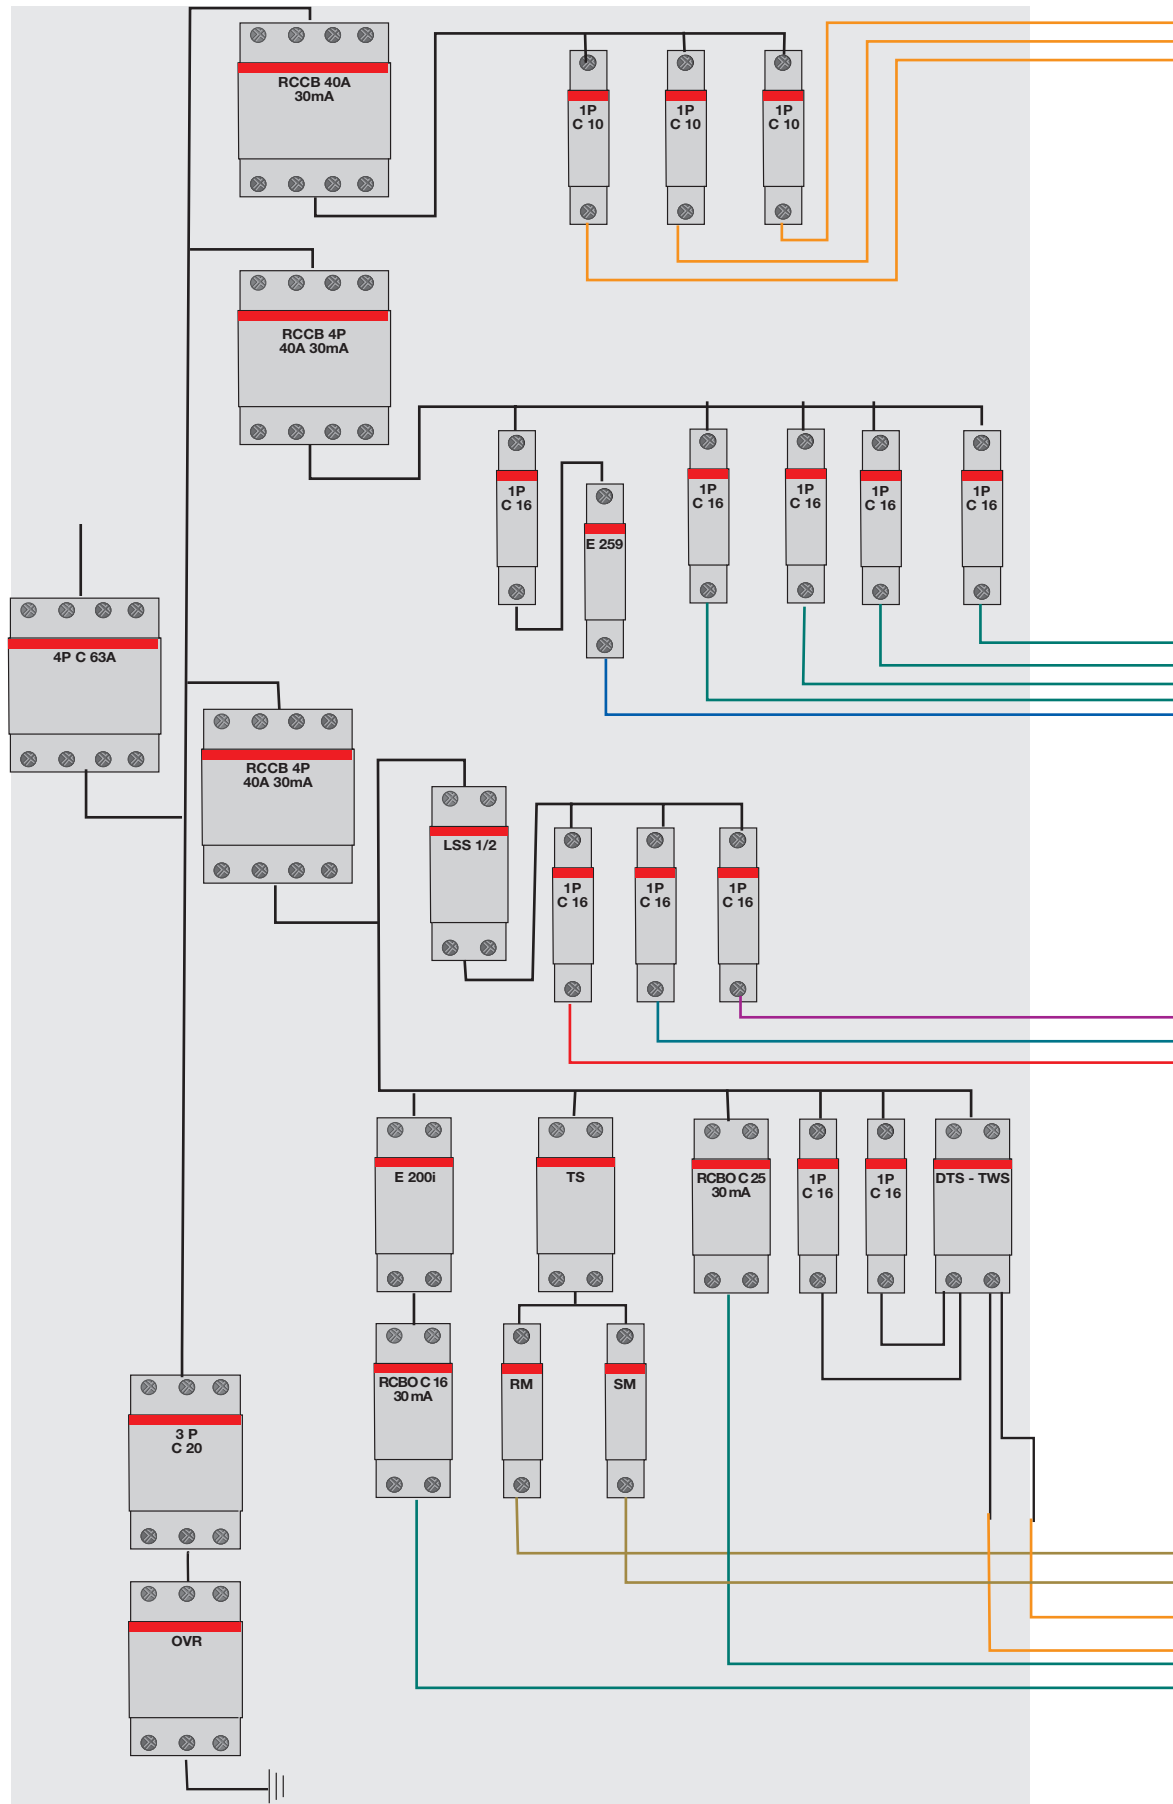 RCCB 40A
30mA
1P
C 10
1P
C 10
1P
C 10
RCCB 4P
40A 30mA
1P
C 16
E 259
1P
C 16
1P
C 16
1P
C 16
1P
C 16
4P C 63A
RCCB 4P
40A 30mA
LSS 1/2
1P
C 16
1P
C 16
1P
C 16
E 200i
TS
RCBO C 25
30 mA
1P
C 16
1P
C 16
DTS - TWS
RCBO C 16
30 mA
RM
SM
3 P
C 20
OVR